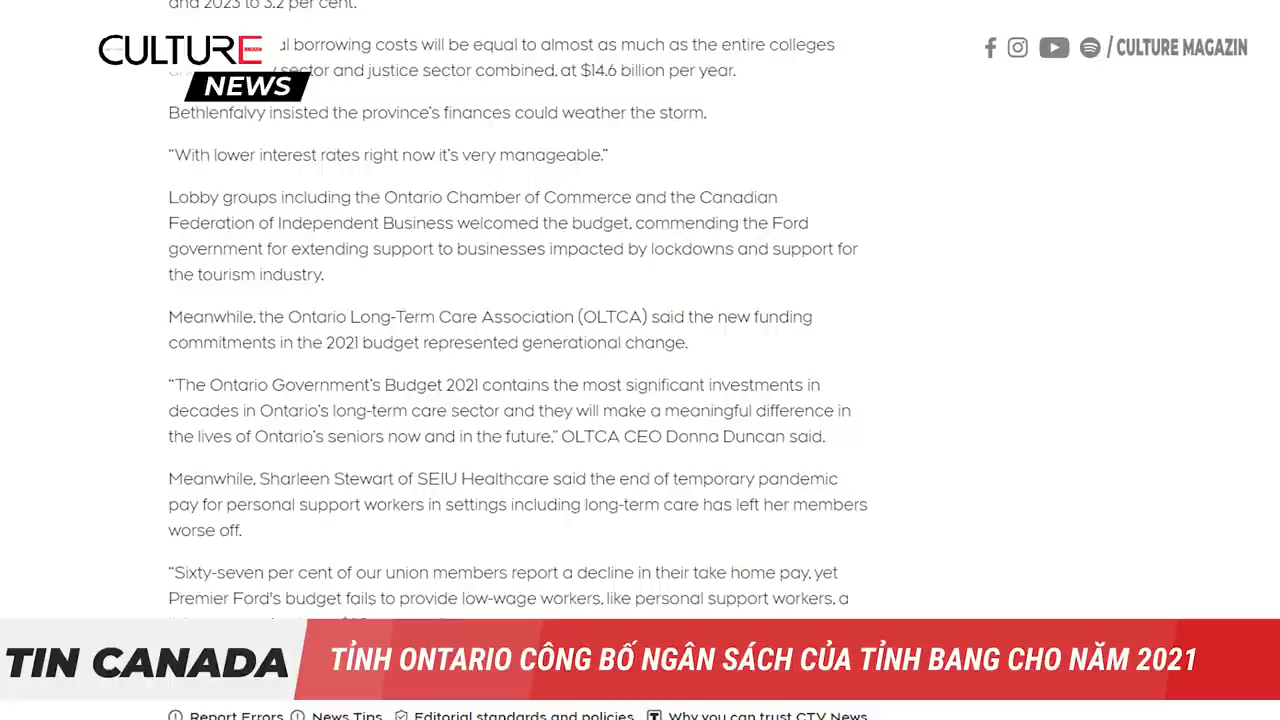 and 2023 to 3.2 per cent.
CULTURE
NEWS
/ CULTURE MAGAZIN
al borrowing costs will be equal to almost as much as the entire colleges
sector and justice sector combined, at $14.6 billion per year.
Bethlenfalvy insisted the province's finances could weather the storm.
“With lower interest rates right now it's very manageable.”
Lobby groups including the Ontario Chamber of Commerce and the Canadian
Federation of Independent Business welcomed the budget, commending the Ford
government for extending support to businesses impacted by lockdowns and support for
the tourism industry.
Meanwhile, the Ontario Long-Term Care Association (OLTCA) said the new funding
commitments in the 2021 budget represented generational change.
“The Ontario Government's Budget 2021 contains the most significant investments in
decades in Ontario's long-term care sector and they will make a meaningful difference in
the lives of Ontario's seniors now and in the future,” OLTCA CEO Donna Duncan said.
Meanwhile, Sharleen Stewart of SEIU Healthcare said the end of temporary pandemic
pay for personal support workers in settings including long-term care has left her members
worse off.
“Sixty-seven per cent of our union members report a decline in their take home pay, yet
Premier Ford's budget fails to provide low-wage workers, like personal support workers, a
TIN CANADA
TỈNH ONTARIO CÔNG BỐ NGÂN SÁCH CỦA TỈNH BANG CHO NĂM 2021
Report Errors News Tips Editorial standards and policies Why you can trust CTV News